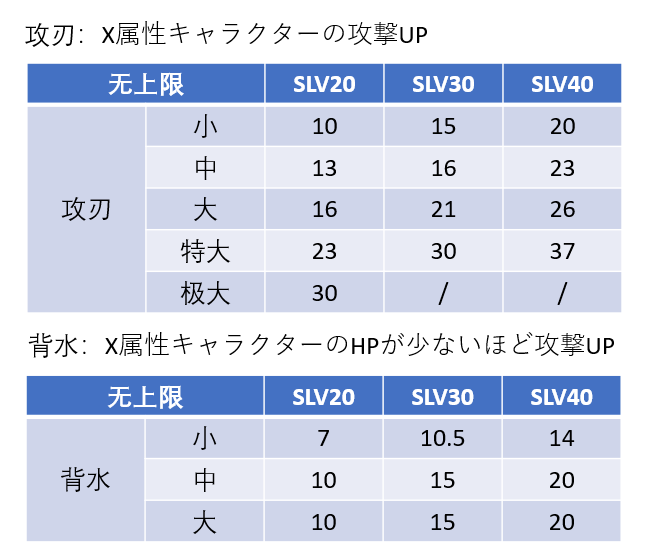 攻刃：X属性キャラクターの攻撃UP
无上限 SLV20 SLV30 SLV40
攻刃 小 10 15 20
中 13 16 23
大 16 21 26
特大 23 30 37
极大 30 / /
背水：X属性キャラクターのHPが少ないほど攻撃UP
无上限 SLV20 SLV30 SLV40
背水 小 7 10.5 14
中 10 15 20
大 10 15 20